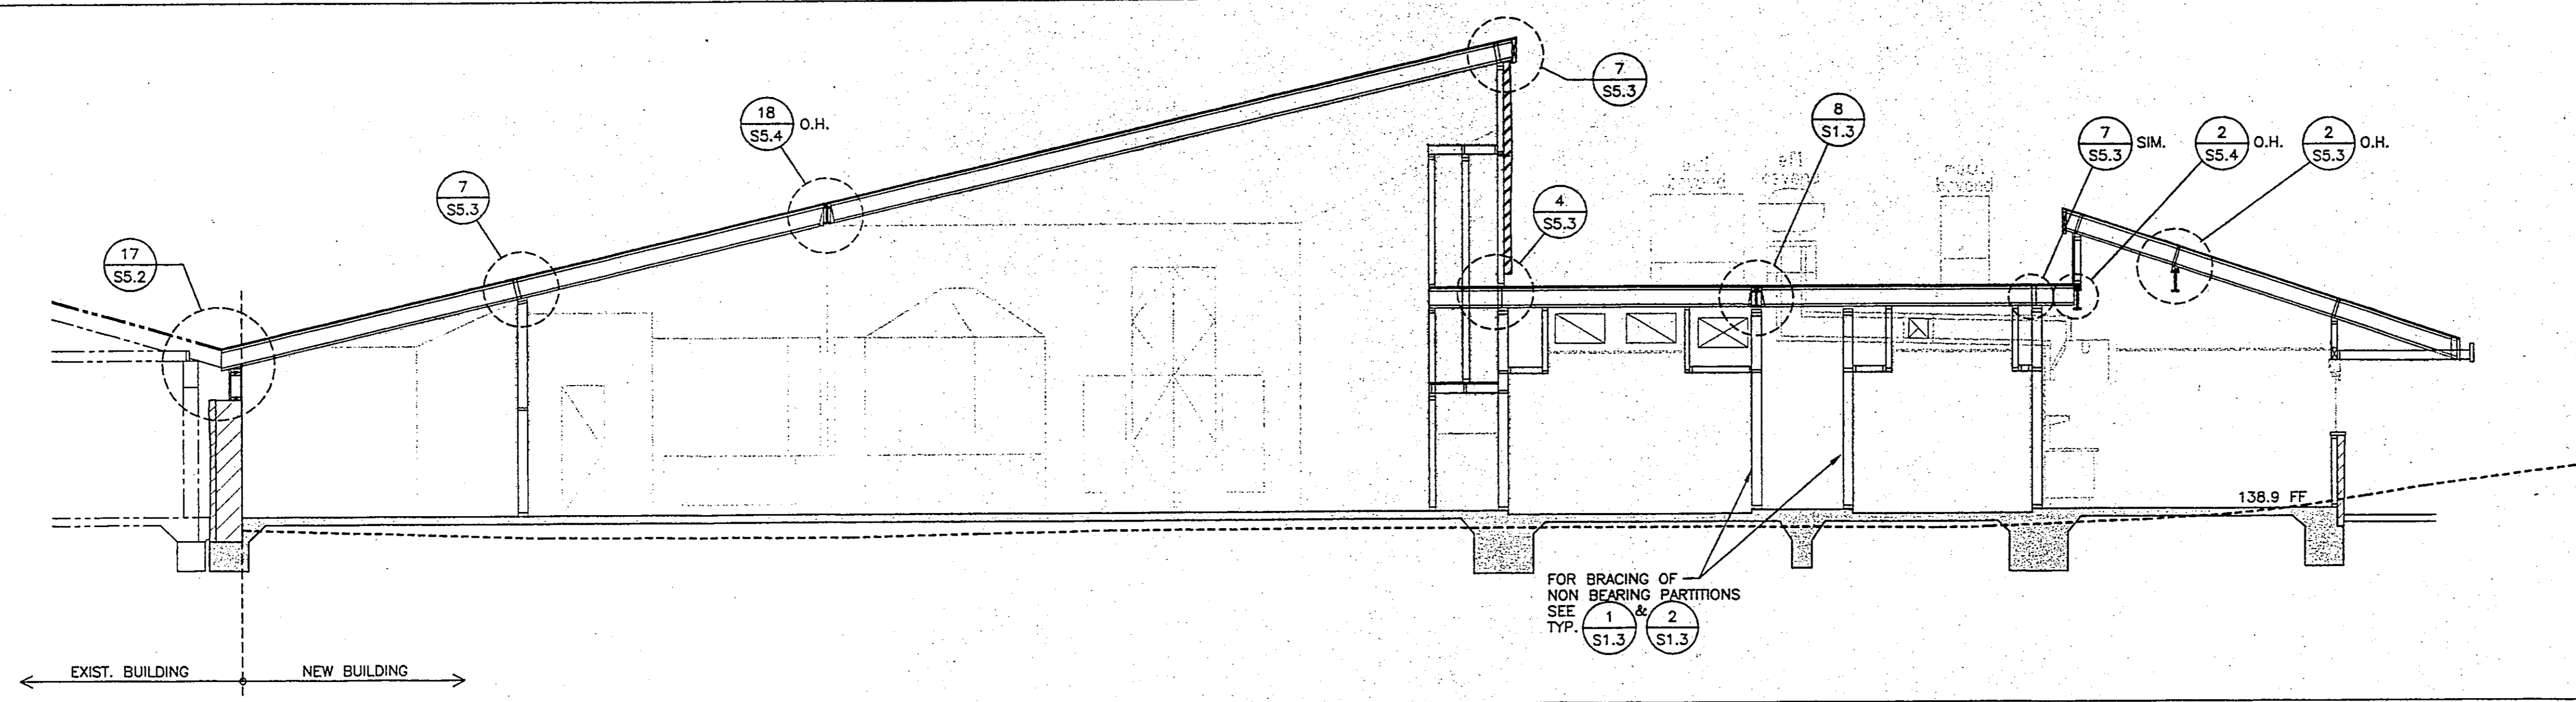 7
S5.3
18
S5.4
O.H.
8
S1.3
7
S5.3
SIM.
2
S5.4
O.H.
2
S5.3
O.H.
7
S5.3
4
S5.3
17
S5.2
138.9 FF
FOR BRACING OF
NON BEARING PARTITIONS
SEE 1 & 2
TYP. S1.3 S1.3
EXIST. BUILDING
NEW BUILDING